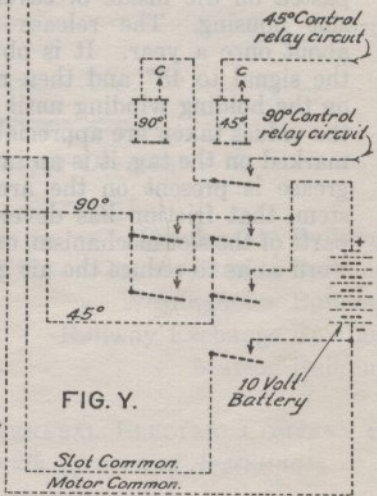 45° Control
relay circuit
C
C
90°
45°
90° Control
relay circuit
90°
+
45°
-
10 Volt
Battery
FIG. Y.
Slot Common.
Motor Common.